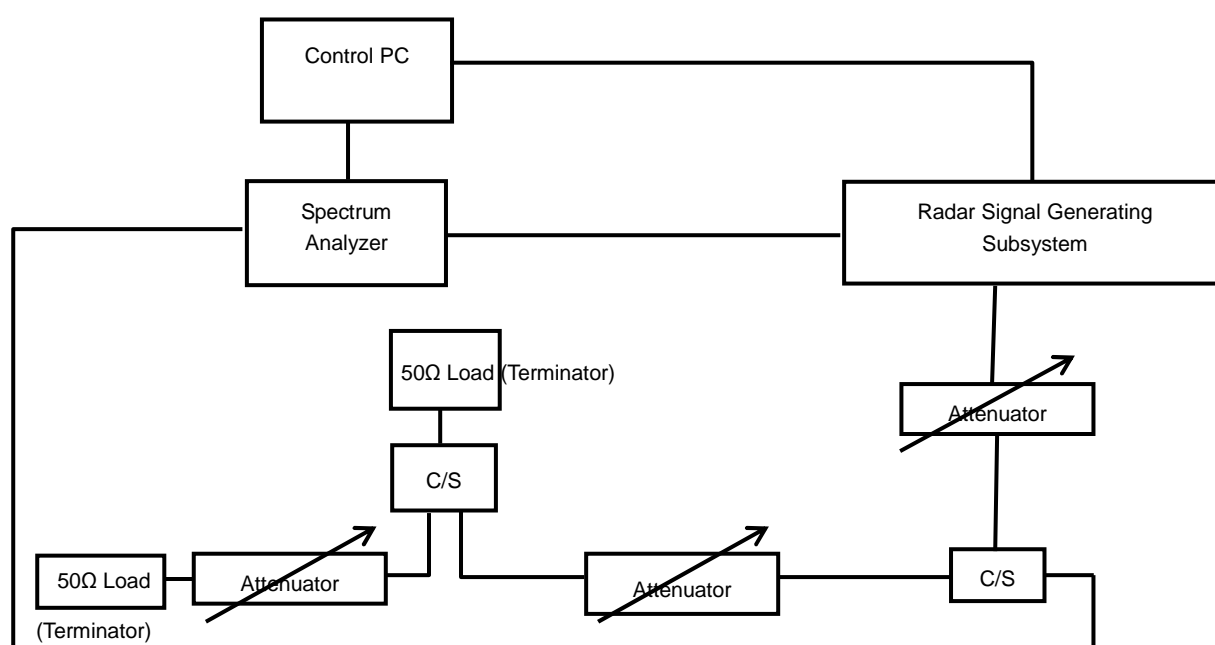 Control PC
Spectrum
Analyzer
Radar Signal Generating
Subsystem
50Ω Load (Terminator)
Attenuator
C/S
50Ω Load
(Terminator)
Attenuator
Attenuator
C/S